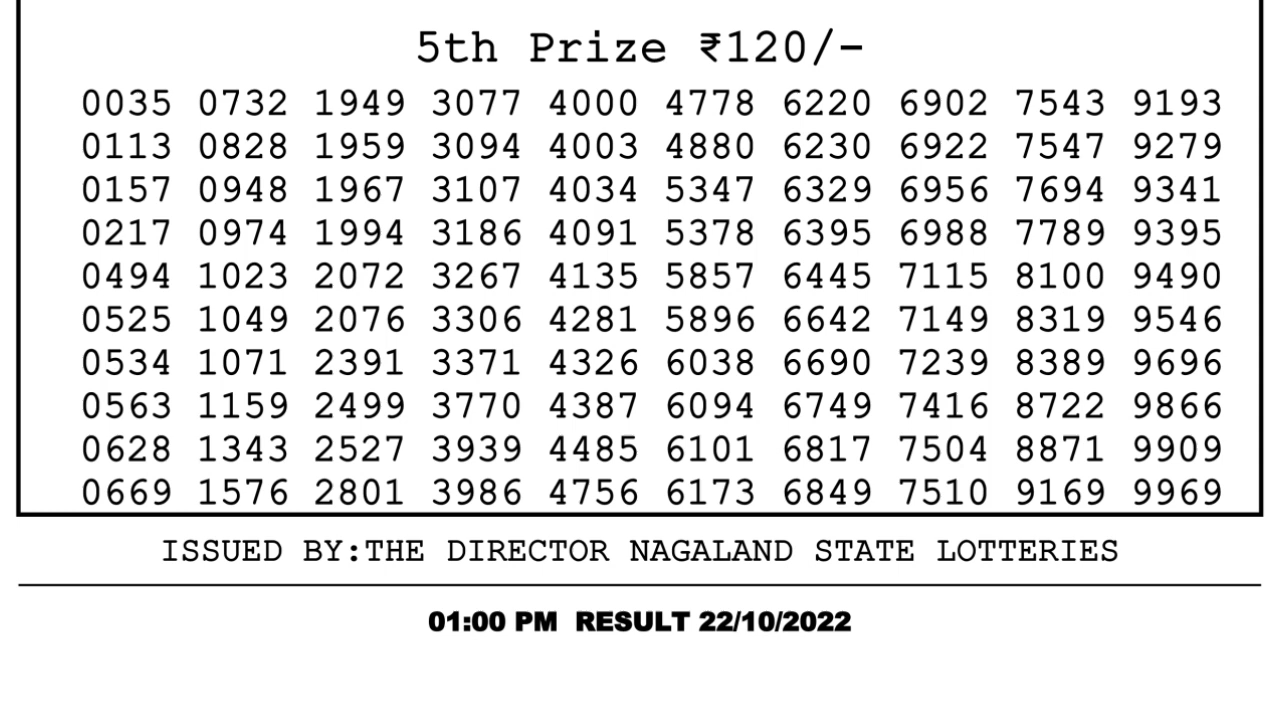 5th Prize ₹120/-
0035 0732 1949 3077 4000 4778 6220 6902 7543 9193
0113 0828 1959 3094 4003 4880 6230 6922 7547 9279
0157 0948 1967 3107 4034 5347 6329 6956 7694 9341
0217 0974 1994 3186 4091 5378 6395 6988 7789 9395
0494 1023 2072 3267 4135 5857 6445 7115 8100 9490
0525 1049 2076 3306 4281 5896 6642 7149 8319 9546
0534 1071 2391 3371 4326 6038 6690 7239 8389 9696
0563 1159 2499 3770 4387 6094 6749 7416 8722 9866
0628 1343 2527 3939 4485 6101 6817 7504 8871 9909
0669 1576 2801 3986 4756 6173 6849 7510 9169 9969
ISSUED BY:THE DIRECTOR NAGALAND STATE LOTTERIES
01:00 PM RESULT 22/10/2022